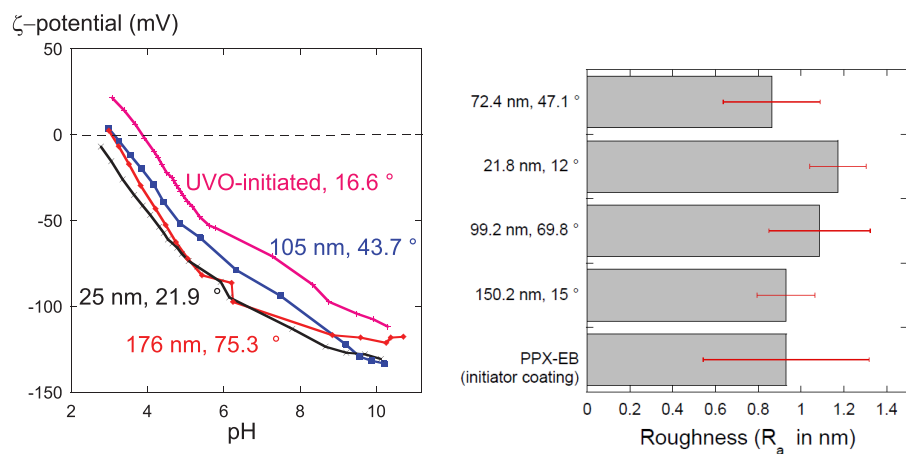 ζ–potential (mV)
50
0
-50
-100
-150
2
4
6
8
10
pH
UVO-initiated, 16.6 °
105 nm, 43.7 °
25 nm, 21.9 °
176 nm, 75.3 °
72.4 nm, 47.1 °
21.8 nm, 12 °
99.2 nm, 69.8 °
150.2 nm, 15 °
PPX-EB
(initiator coating)
0 0.2 0.4 0.6 0.8 1 1.2 1.4
Roughness (Ra in nm)